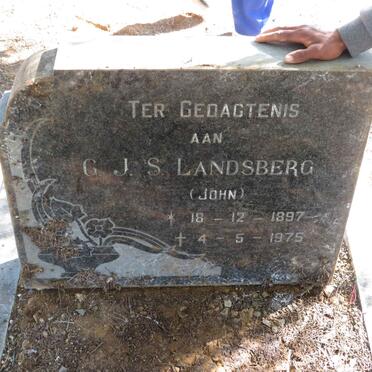 TER GEDAGTENIS
AAN
G. J. S. LANDSBERG
(JOHN)
* 18-12-1897
✝ 4-5-1975